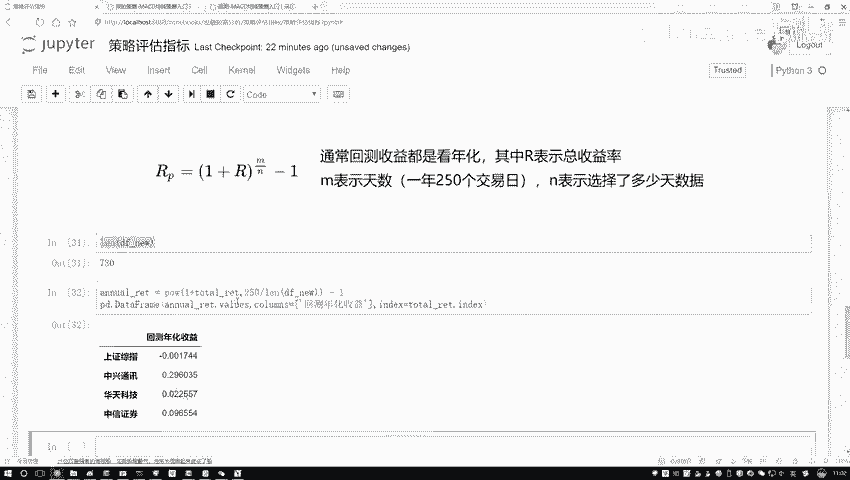 jupyter 策略评估指标 Last Checkpoint: 22 minutes ago (unsaved changes)
Logout
File Edit View Insert Cell Kernel Widgets Help
Trusted Python 3
Code
R_p = (1 + R)^{m/n} − 1
通常回测收益都是看年化，其中R表示总收益率
m表示天数（一年250个交易日），n表示选择了多少天数据
In [31]: len(df_new)
Out[31]: 730
In [32]: annual_ret = pow(1+total_ret,250/len(df_new)) - 1
pd.DataFrame(annual_ret.values,columns=['回测年化收益'],index=total_ret.index
Out[32]:
回测年化收益
上证综指 -0.001744
中兴通讯 0.296035
华天科技 0.022557
中信证券 0.096554
In [ ]: